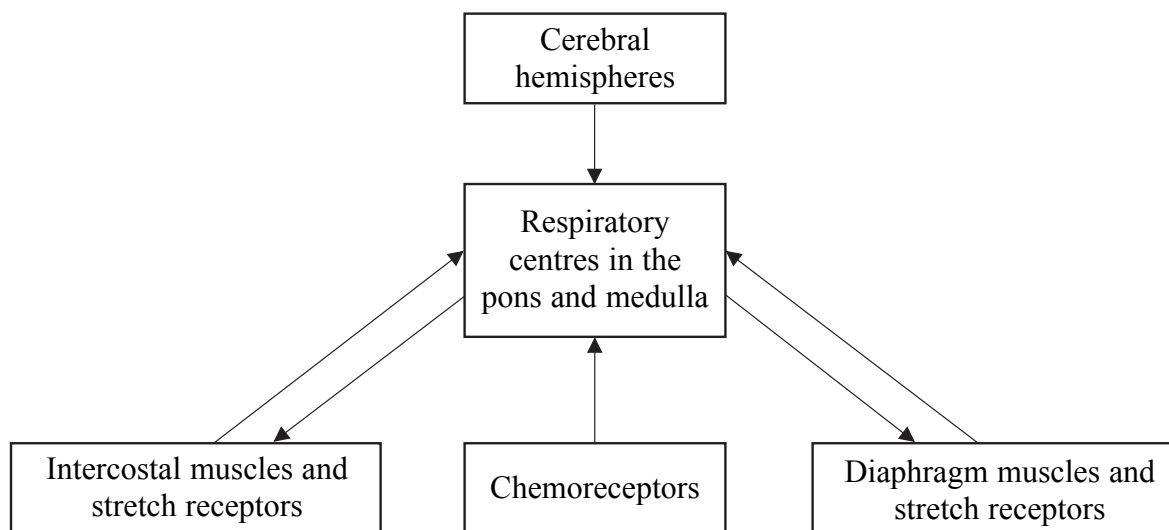 Cerebral
hemispheres
Respiratory
centres in the
pons and medulla
Intercostal muscles and
stretch receptors
Chemoreceptors
Diaphragm muscles and
stretch receptors